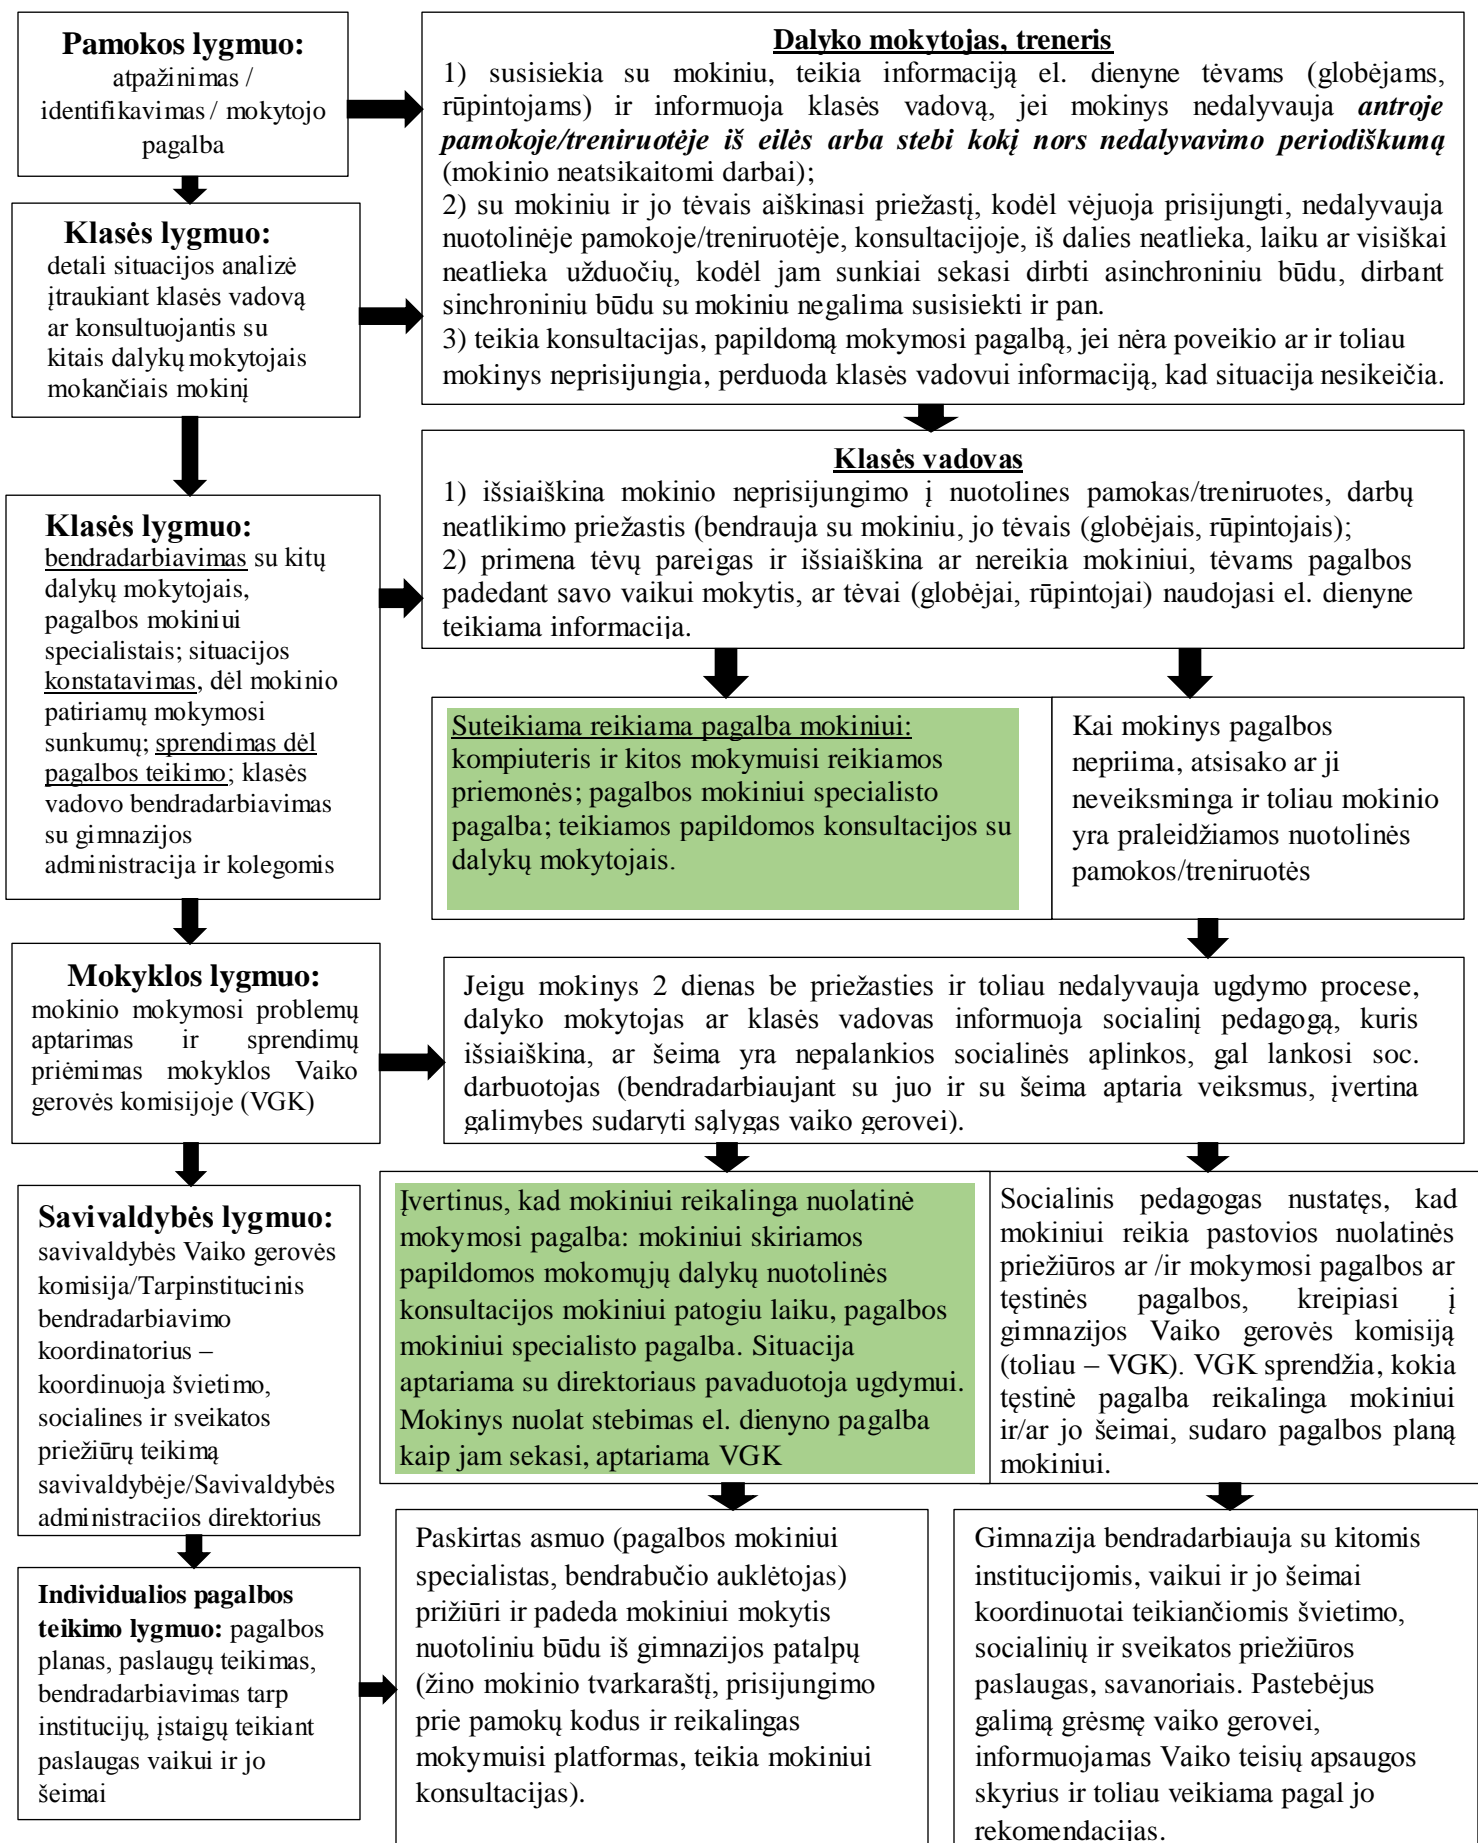 Pamokos lygmuo:
atpažinimas /
identifikavimas / mokytojo
pagalba
Dalyko mokytojas, treneris
1) susisiekia su mokiniu, teikia informaciją el. dienyne tėvams (globėjams,
rūpintojams) ir informuoja klasės vadovą, jei mokinys nedalyvauja antroje
pamokoje/treniruotėje iš eilės arba stebi kokį nors nedalyvavimo periodiškumą
(mokinio neatsikaitomi darbai);
2) su mokiniu ir jo tėvais aiškinasi priežastį, kodėl vėjuoja prisijungti, nedalyvauja
nuotolinėje pamokoje/treniruotėje, konsultacijoje, iš dalies neatlieka, laiku ar visiškai
neatlieka užduočių, kodėl jam sunkiai sekasi dirbti asinchroniniu būdu, dirbant
sinchroniniu būdu su mokiniu negalima susisiekti ir pan.
3) teikia konsultacijas, papildomą mokymosi pagalbą, jei nėra poveikio ar ir toliau
mokinys neprisijungia, perduoda klasės vadovui informaciją, kad situacija nesikeičia.
Klasės lygmuo:
detali situacijos analizė
įtraukiant klasės vadovą
ar konsultuojantis su
kitais dalykų mokytojais
mokančiais mokinį
Klasės vadovas
1) išsiaiškina mokinio neprisijungimo į nuotolines pamokas/treniruotes, darbų
neatlikimo priežastis (bendrauja su mokiniu, jo tėvais (globėjais, rūpintojais);
2) primena tėvų pareigas ir išsiaiškina ar nereikia mokiniui, tėvams pagalbos
padedant savo vaikui mokytis, ar tėvai (globėjai, rūpintojai) naudojasi el. dienyne
teikiama informacija.
Klasės lygmuo:
bendradarbiavimas su kitų
dalykų mokytojais,
pagalbos mokiniui
specialistais; situacijos
konstatavimas, dėl mokinio
patiriamų mokymosi
sunkumų; sprendimas dėl
pagalbos teikimo; klasės
vadovo bendradarbiavimas
su gimnazijos
administracija ir kolegomis
Suteikiama reikiama pagalba mokiniui:
kompiuteris ir kitos mokymuisi reikiamos
priemonės; pagalbos mokiniui specialisto
pagalba; teikiamos papildomos konsultacijos su
dalykų mokytojais.
Kai mokinys pagalbos
nepriima, atsisako ar ji
neveiksminga ir toliau mokinio
yra praleidžiamos nuotolinės
pamokos/treniruotės
Mokyklos lygmuo:
mokinio mokymosi problemų
aptarimas ir sprendimų
priėmimas mokyklos Vaiko
gerovės komisijoje (VGK)
Jeigu mokinys 2 dienas be priežasties ir toliau nedalyvauja ugdymo procese,
dalyko mokytojas ar klasės vadovas informuoja socialinį pedagogą, kuris
išsiaiškina, ar šeima yra nepalankios socialinės aplinkos, gal lankosi soc.
darbuotojas (bendradarbiaujant su juo ir su šeima aptaria veiksmus, įvertina
galimybes sudaryti sąlygas vaiko gerovei).
Savivaldybės lygmuo:
savivaldybės Vaiko gerovės
komisija/Tarpinstitucinis
bendradarbiavimo
koordinatorius –
koordinuoja švietimo,
socialines ir sveikatos
priežiūrų teikimą
savivaldybėje/Savivaldybės
administracijos direktorius
Įvertinus, kad mokiniui reikalinga nuolatinė
mokymosi pagalba: mokiniui skiriamos
papildomos mokomųjų dalykų nuotolinės
konsultacijos mokiniui patogiu laiku, pagalbos
mokiniui specialisto pagalba. Situacija
aptariama su direktoriaus pavaduotoja ugdymui.
Mokinys nuolat stebimas el. dienyno pagalba
kaip jam sekasi, aptariama VGK
Socialinis pedagogas nustatęs, kad
mokiniui reikia pastovios nuolatinės
priežiūros ar /ir mokymosi pagalbos ar
tęstinės pagalbos, kreipiasi į
gimnazijos Vaiko gerovės komisiją
(toliau – VGK). VGK sprendžia, kokia
tęstinė pagalba reikalinga mokiniui
ir/ar jo šeimai, sudaro pagalbos planą
mokiniui.
Individualios pagalbos
teikimo lygmuo: pagalbos
planas, paslaugų teikimas,
bendradarbiavimas tarp
institucijų, įstaigų teikiant
paslaugas vaikui ir jo
šeimai
Paskirtas asmuo (pagalbos mokiniui
specialistas, bendrabučio auklėtojas)
prižiūri ir padeda mokiniui mokytis
nuotoliniu būdu iš gimnazijos patalpų
(žino mokinio tvarkaraštį, prisijungimo
prie pamokų kodus ir reikalingas
mokymuisi platformas, teikia mokiniui
konsultacijas).
Gimnazija bendradarbiauja su kitomis
institucijomis, vaikui ir jo šeimai
koordinuotai teikiančiomis švietimo,
socialinių ir sveikatos priežiūros
paslaugas, savanoriais. Pastebėjus
galimą grėsmę vaiko gerovei,
informuojamas Vaiko teisių apsaugos
skyrius ir toliau veikiama pagal jo
rekomendacijas.